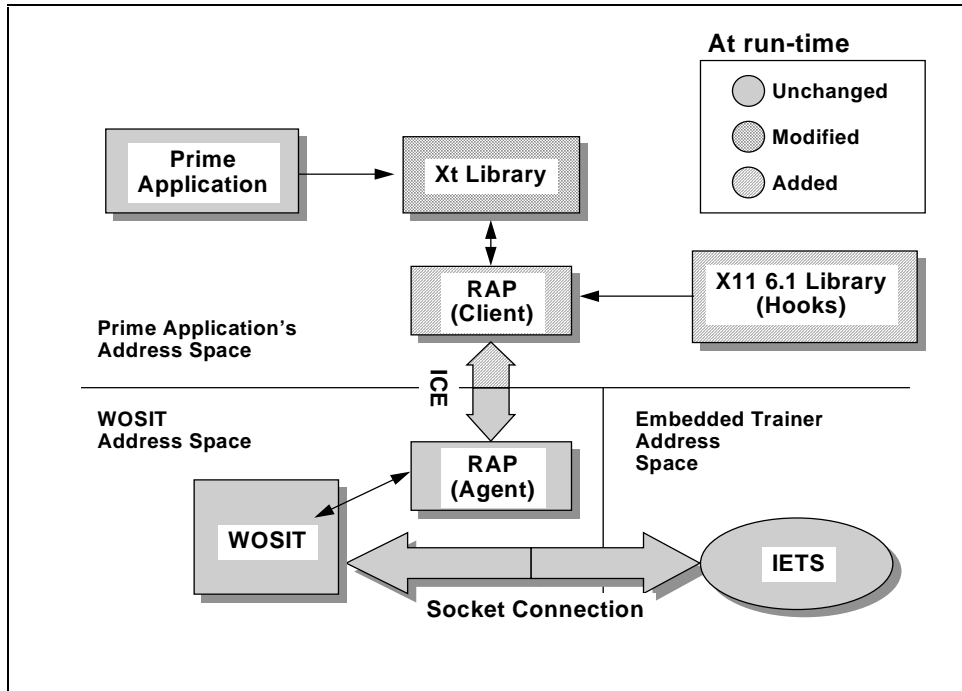 At run-time
Unchanged
Modified
Added
Prime
Application
Xt Library
RAP
(Client)
X11 6.1 Library
(Hooks)
Prime Application's
Address Space
ICE
WOSIT
Address Space
Embedded Trainer
Address
Space
RAP
(Agent)
WOSIT
IETS
Socket Connection